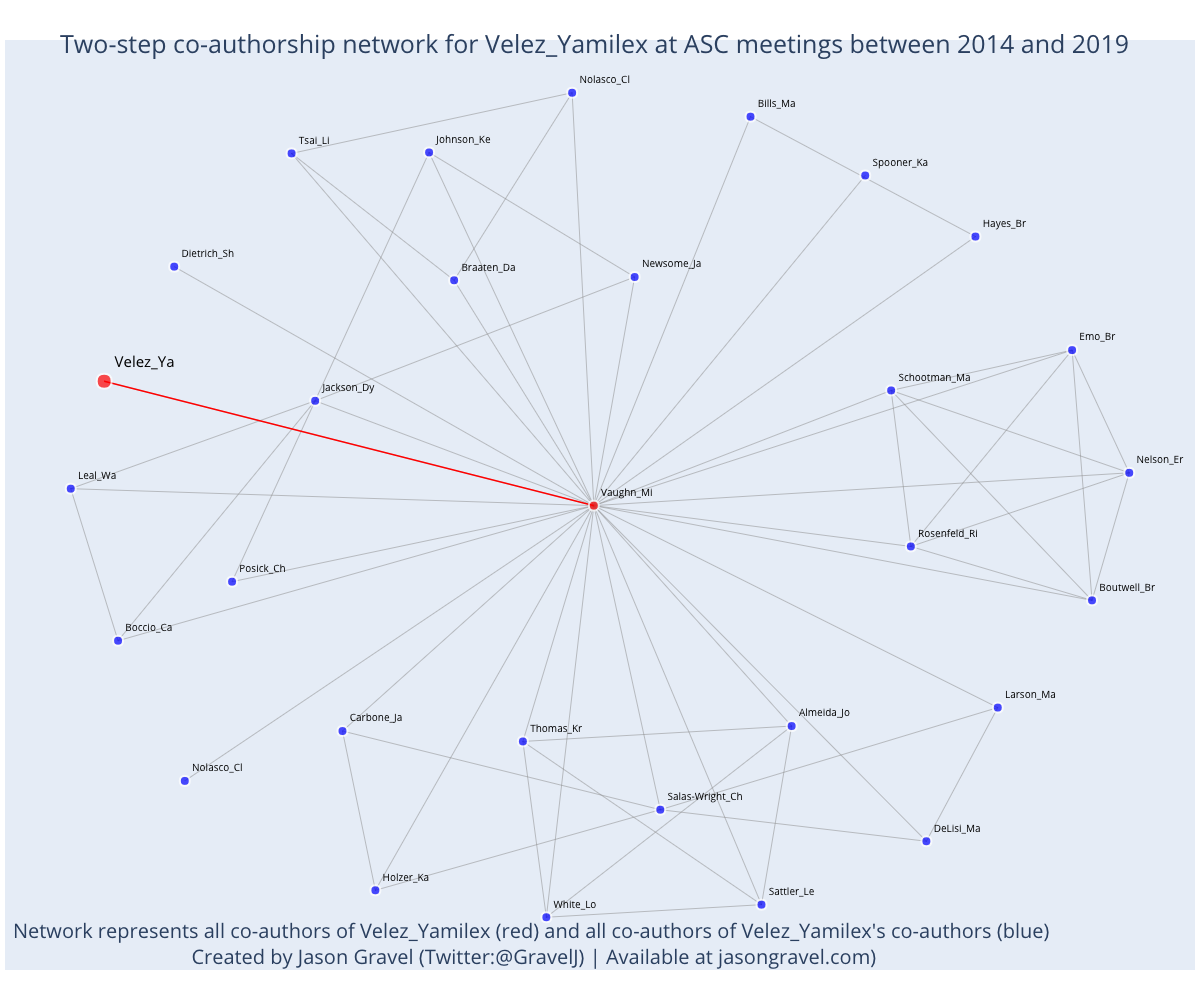 Two-step co-authorship network for Velez_Yamilex at ASC meetings between 2014 and 2019
Nolasco_Cl
Bills_Ma
Tsai_Li
Johnson_Ke
Spooner_Ka
Hayes_Br
Dietrich_Sh
Braaten_Da
Newsome_Ja
Emo_Br
Velez_Ya
Jackson_Dy
Schootman_Ma
Nelson_Er
Leal_Wa
Vaughn_Mi
Rosenfeld_Ri
Posick_Ch
Boutwell_Br
Boccio_Ca
Larson_Ma
Carbone_Ja
Thomas_Kr
Almeida_Jo
Nolasco_Cl
Salas-Wright_Ch
DeLisi_Ma
Holzer_Ka
Sattler_Le
White_Lo
Network represents all co-authors of Velez_Yamilex (red) and all co-authors of Velez_Yamilex's co-authors (blue)
Created by Jason Gravel (Twitter:@GravelJ) | Available at jasongravel.com)